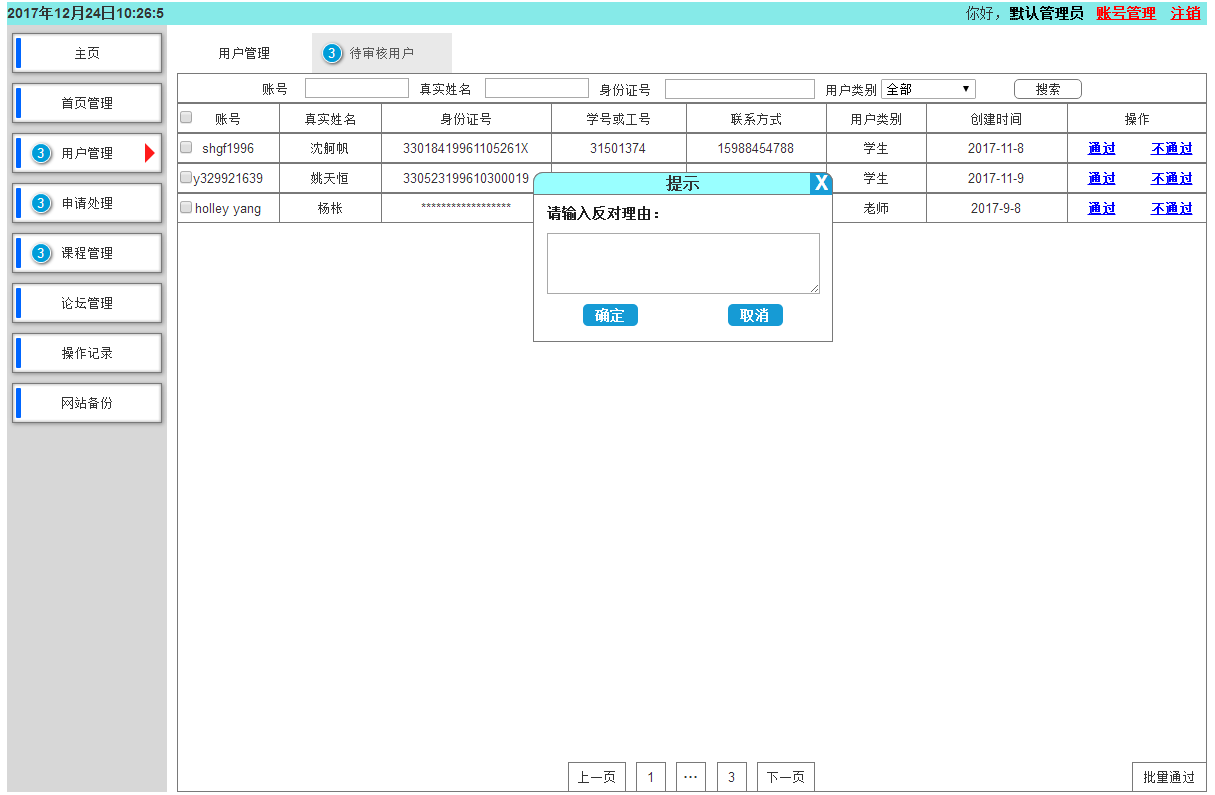 2017年12月24日10:26:5
你好，默认管理员 账号管理 注销
主页
首页管理
3 用户管理
3 申请处理
3 课程管理
论坛管理
操作记录
网站备份
用户管理 3 待审核用户
账号 真实姓名 身份证号 用户类别 全部 搜索
账号 真实姓名 身份证号 学号或工号 联系方式 用户类别 创建时间 操作
shgf1996 沈舸帆 33018419961105261X 31501374 15988454788 学生 2017-11-8 通过 不通过
y329921639 姚天恒 330523199610300019 学生 2017-11-9 通过 不通过
holley yang 杨枨 ****************** 老师 2017-9-8 通过 不通过
提示 X
请输入反对理由：
确定 取消
上一页 1 ··· 3 下一页 批量通过